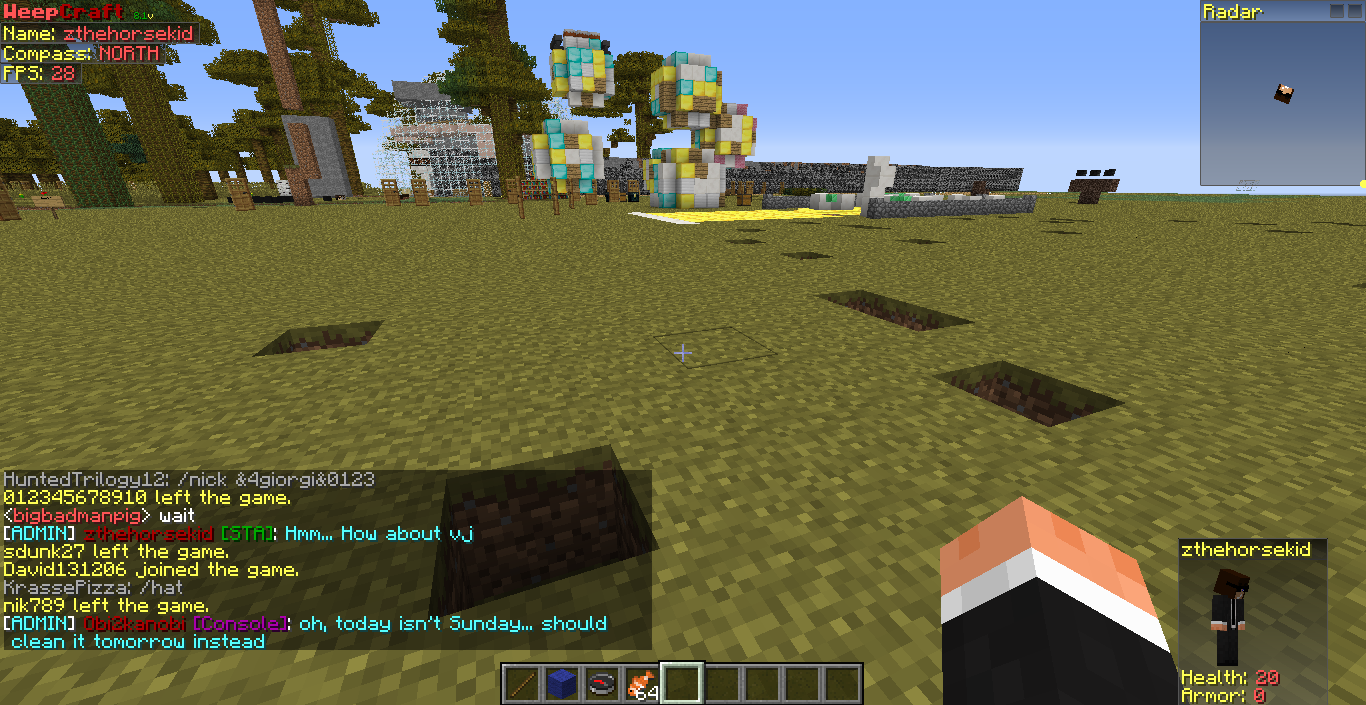 WeepCraft 8.1v
Name: zthehorsekid
Compass: NORTH
FPS: 28
Radar
HuntedTrilogy12: /nick &4giorgi&0123
012345678910 left the game.
<bigbadmanpig> wait
[ADMIN] zthehorsekid [STA]: Hmm... How about v.j
sdunk27 left the game.
David131206 joined the game.
KrassePizza: /hat
nik789 left the game.
[ADMIN] Obi2kanobi [Console]: oh, today isn't Sunday... should
clean it tomorrow instead
64
zthehorsekid
Health: 20
Armor: 0